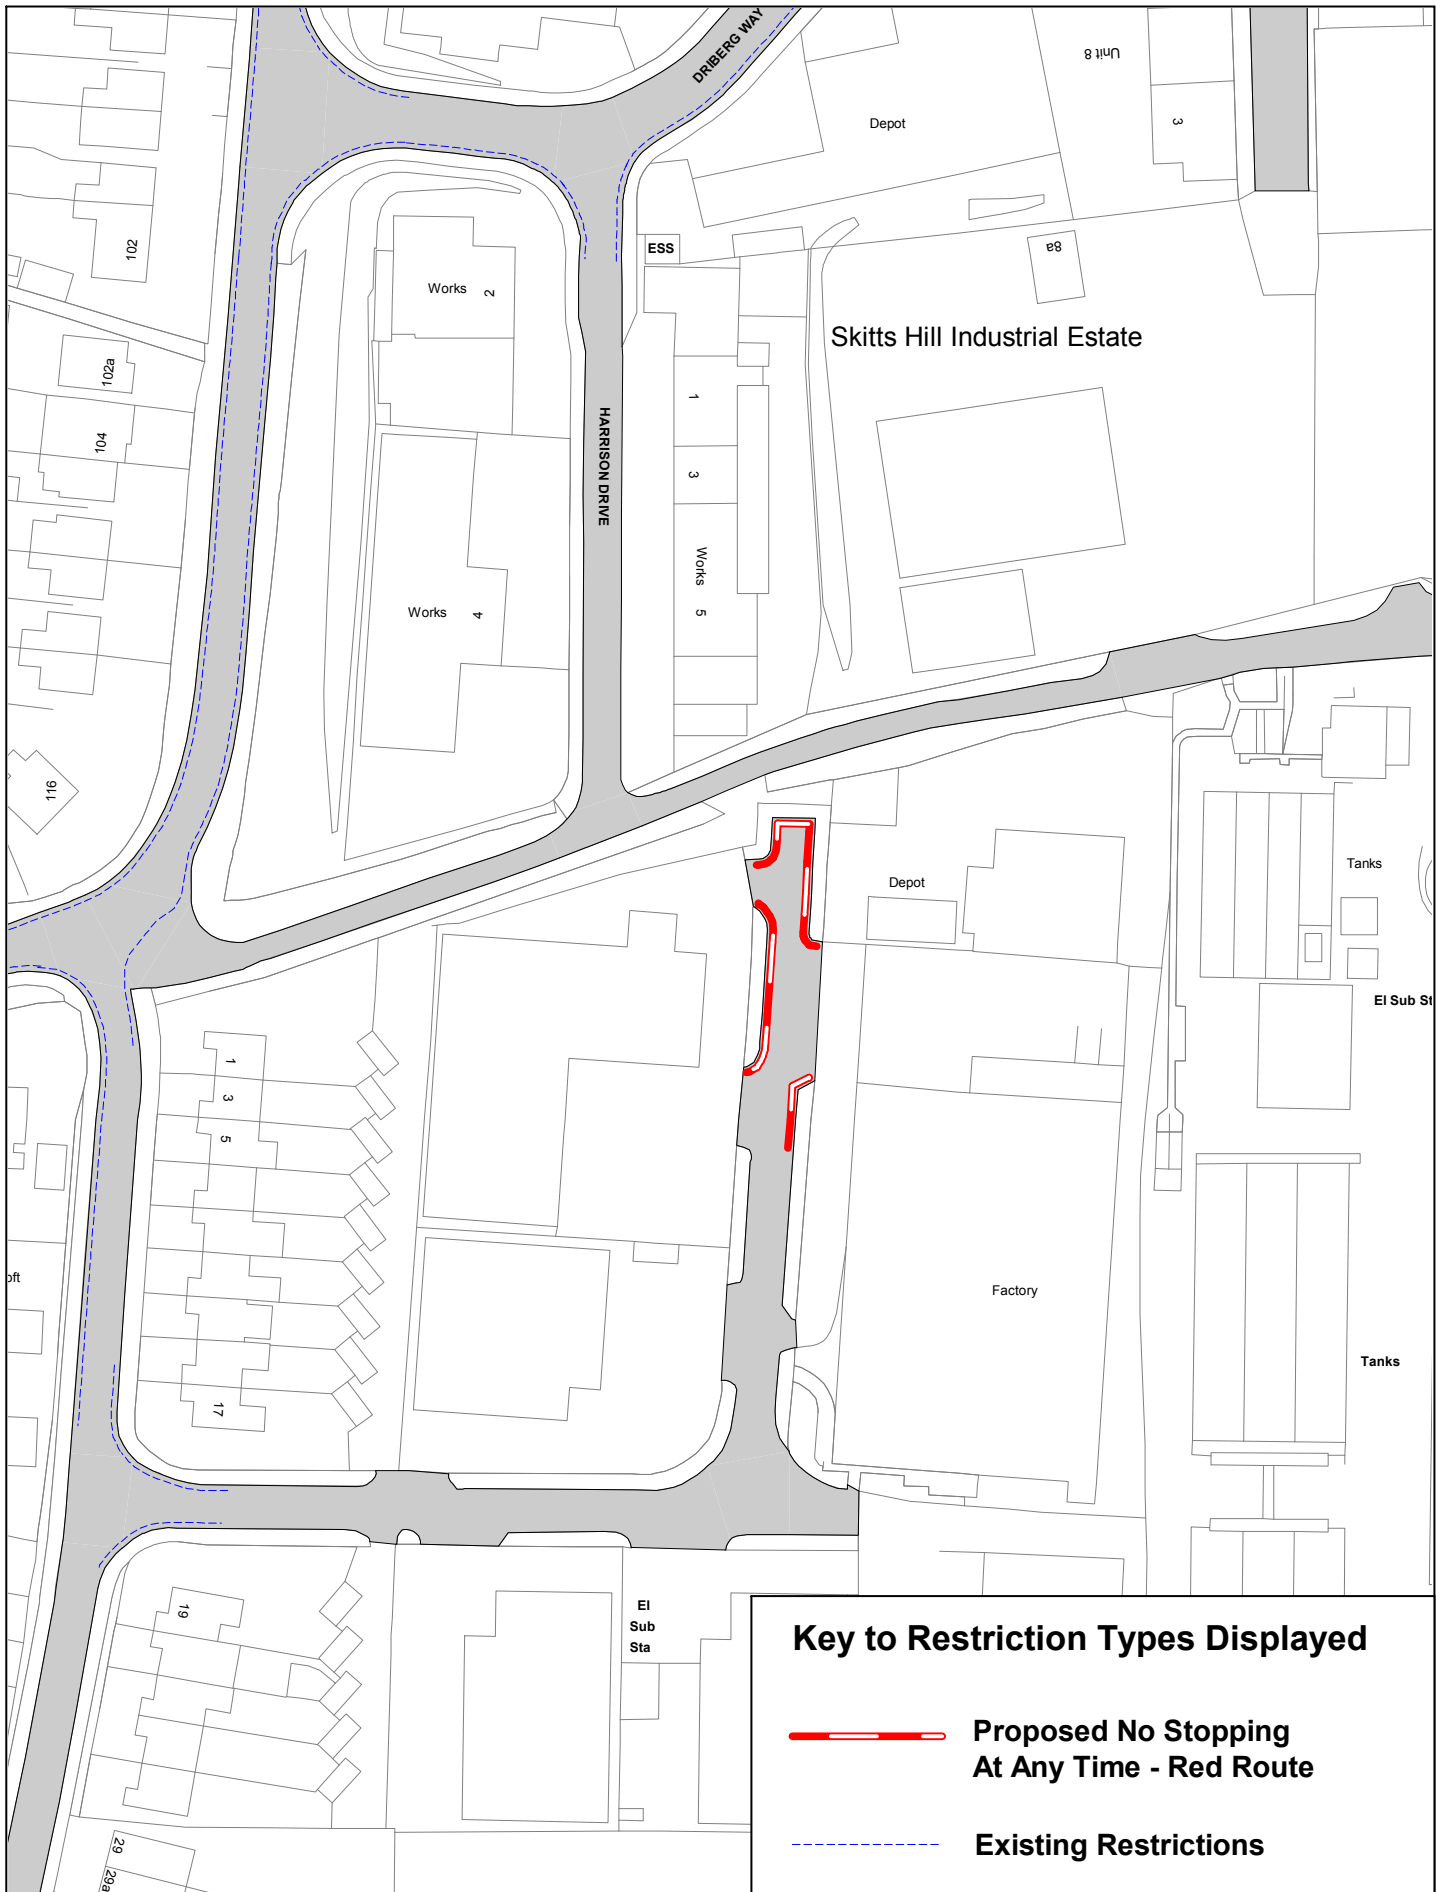 DRIBERG WAY
Unit 8
Depot
3
102
ESS
8a
Works 2
Skitts Hill Industrial Estate
102a
1
HARRISON DRIVE
104
3
Works 5
Works 4
116
Tanks
Depot
El Sub St
1
3
5
oft
Factory
Tanks
17
19
El
Sub
Sta
29
29a
Key to Restriction Types Displayed
Proposed No Stopping
At Any Time - Red Route
Existing Restrictions